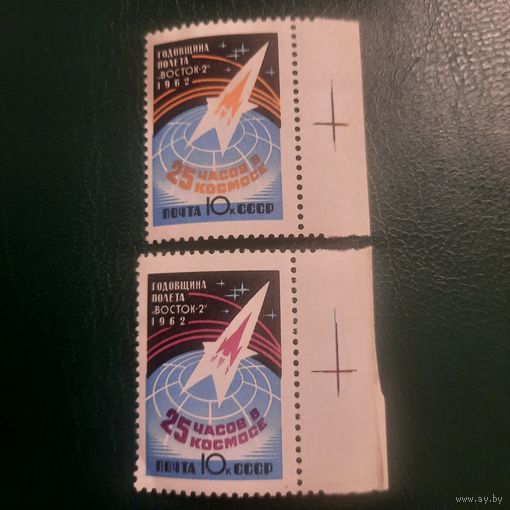 ГОДОВЩИНА
ПОЛЕТА
„ВОСТОК-2"
1962
25 ЧАСОВ В
КОСМОСЕ
ПОЧТА 10К СССР
ГОДОВЩИНА
ПОЛЕТА
„ВОСТОК-2"
1962
25 ЧАСОВ В
КОСМОСЕ
ПОЧТА 10К СССР
www.ay.by